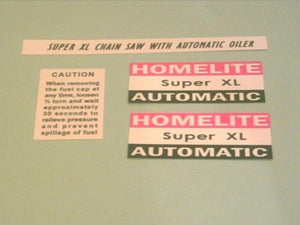 SUPER XL CHAIN SAW WITH AUTOMATIC OILER
CAUTION
When removing
the fuel cap at
any time, loosen
½ turn and wait
approximately
30 seconds to
relieve pressure
and prevent
spillage of fuel
HOMELITE
Super XL
AUTOMATIC
HOMELITE
Super XL
AUTOMATIC